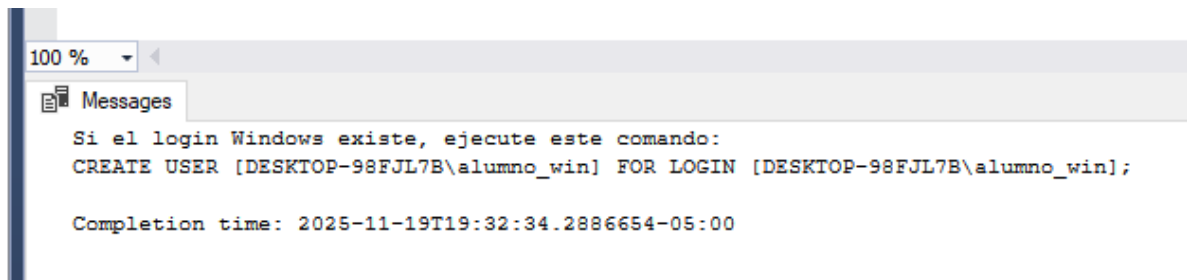 100 %
Messages
Si el login Windows existe, ejecute este comando:
CREATE USER [DESKTOP-98FJL7B\alumno_win] FOR LOGIN [DESKTOP-98FJL7B\alumno_win];
Completion time: 2025-11-19T19:32:34.2886654-05:00